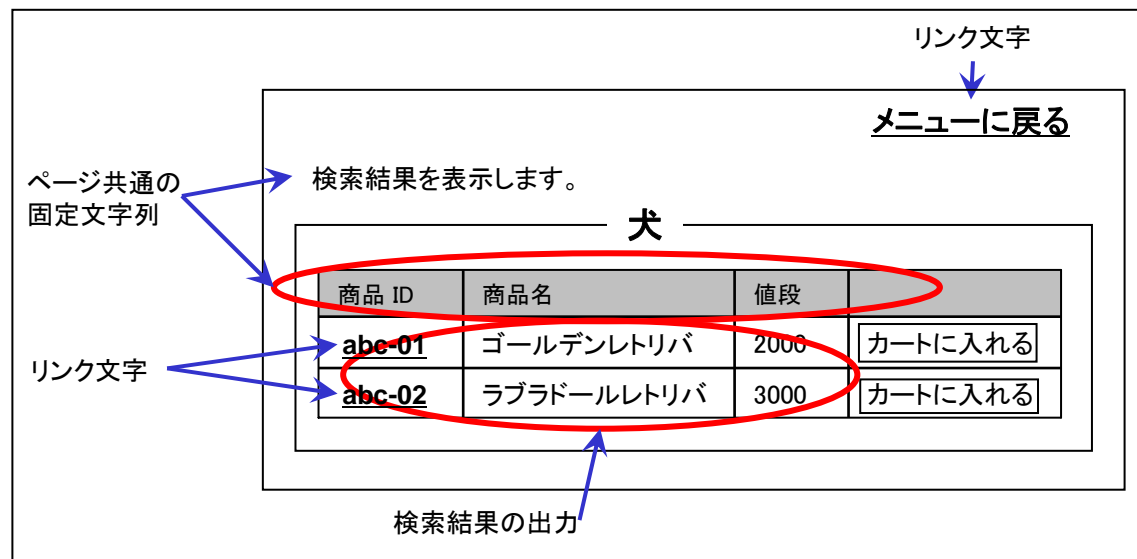 リンク文字
メニューに戻る
ページ共通の
固定文字列
検索結果を表示します。
犬
商品 ID 商品名 値段
abc-01 ゴールデンレトリバ 2000 カートに入れる
リンク文字
abc-02 ラブラドールレトリバ 3000 カートに入れる
検索結果の出力